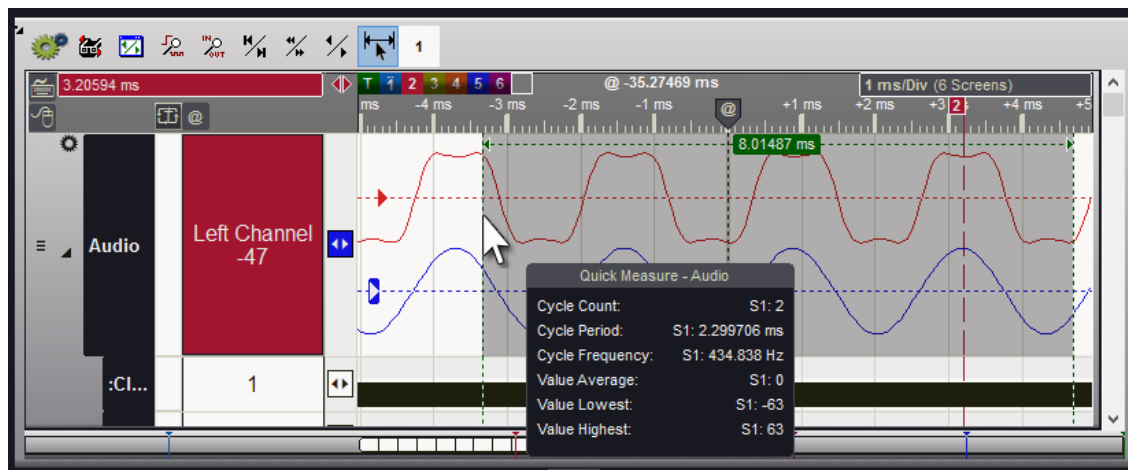 IN
OUT
1
3.20594 ms
T 1 2 3 4 5 6
@ -35.27469 ms
1 ms/Div (6 Screens)
@
ms -4 ms -3 ms -2 ms -1 ms @ +1 ms +2 ms +3 2 +4 ms +5
8.01487 ms
Audio
Left Channel
-47
Quick Measure - Audio
Cycle Count: S1: 2
Cycle Period: S1: 2.299706 ms
Cycle Frequency: S1: 434.838 Hz
Value Average: S1: 0
Value Lowest: S1: -63
Value Highest: S1: 63
:Cl...
1